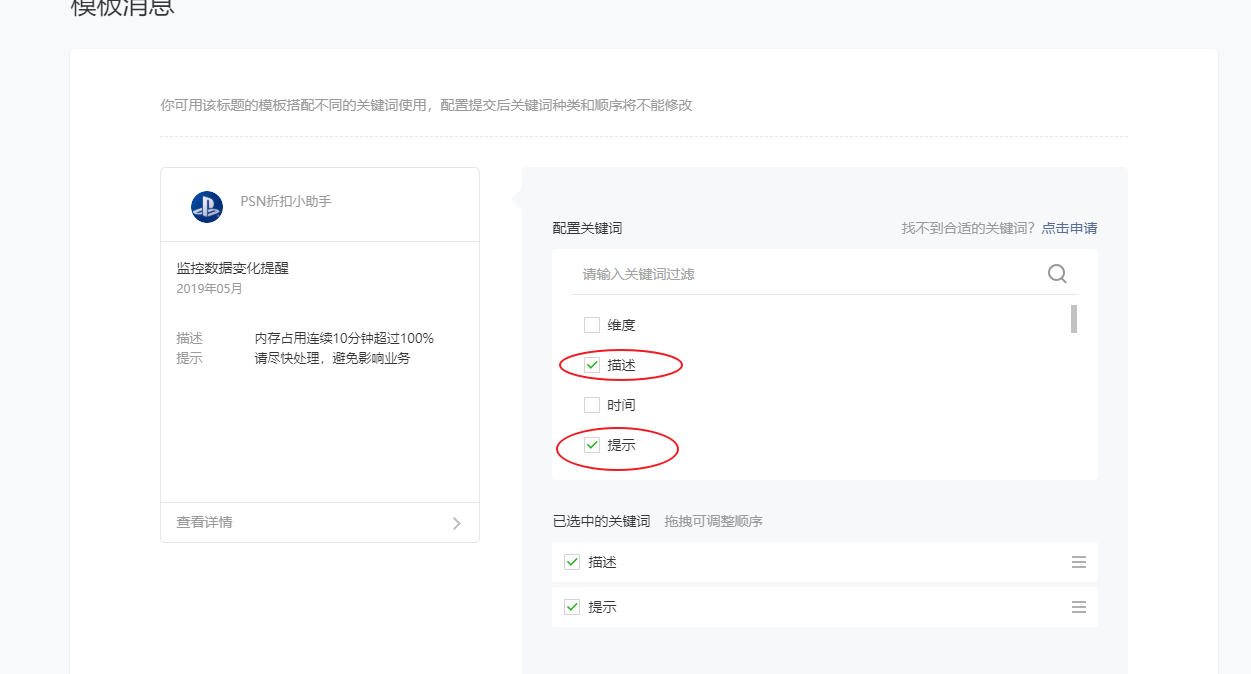 模板消息
你可用该标题的模板搭配不同的关键词使用，配置提交后关键词种类和顺序将不能修改
PSN折扣小助手
监控数据变化提醒
2019年05月
描述 内存占用连续10分钟超过100%
提示 请尽快处理，避免影响业务
查看详情
配置关键词 找不到合适的关键词？点击申请
请输入关键词过滤
维度
描述
时间
提示
已选中的关键词 拖拽可调整顺序
描述
提示